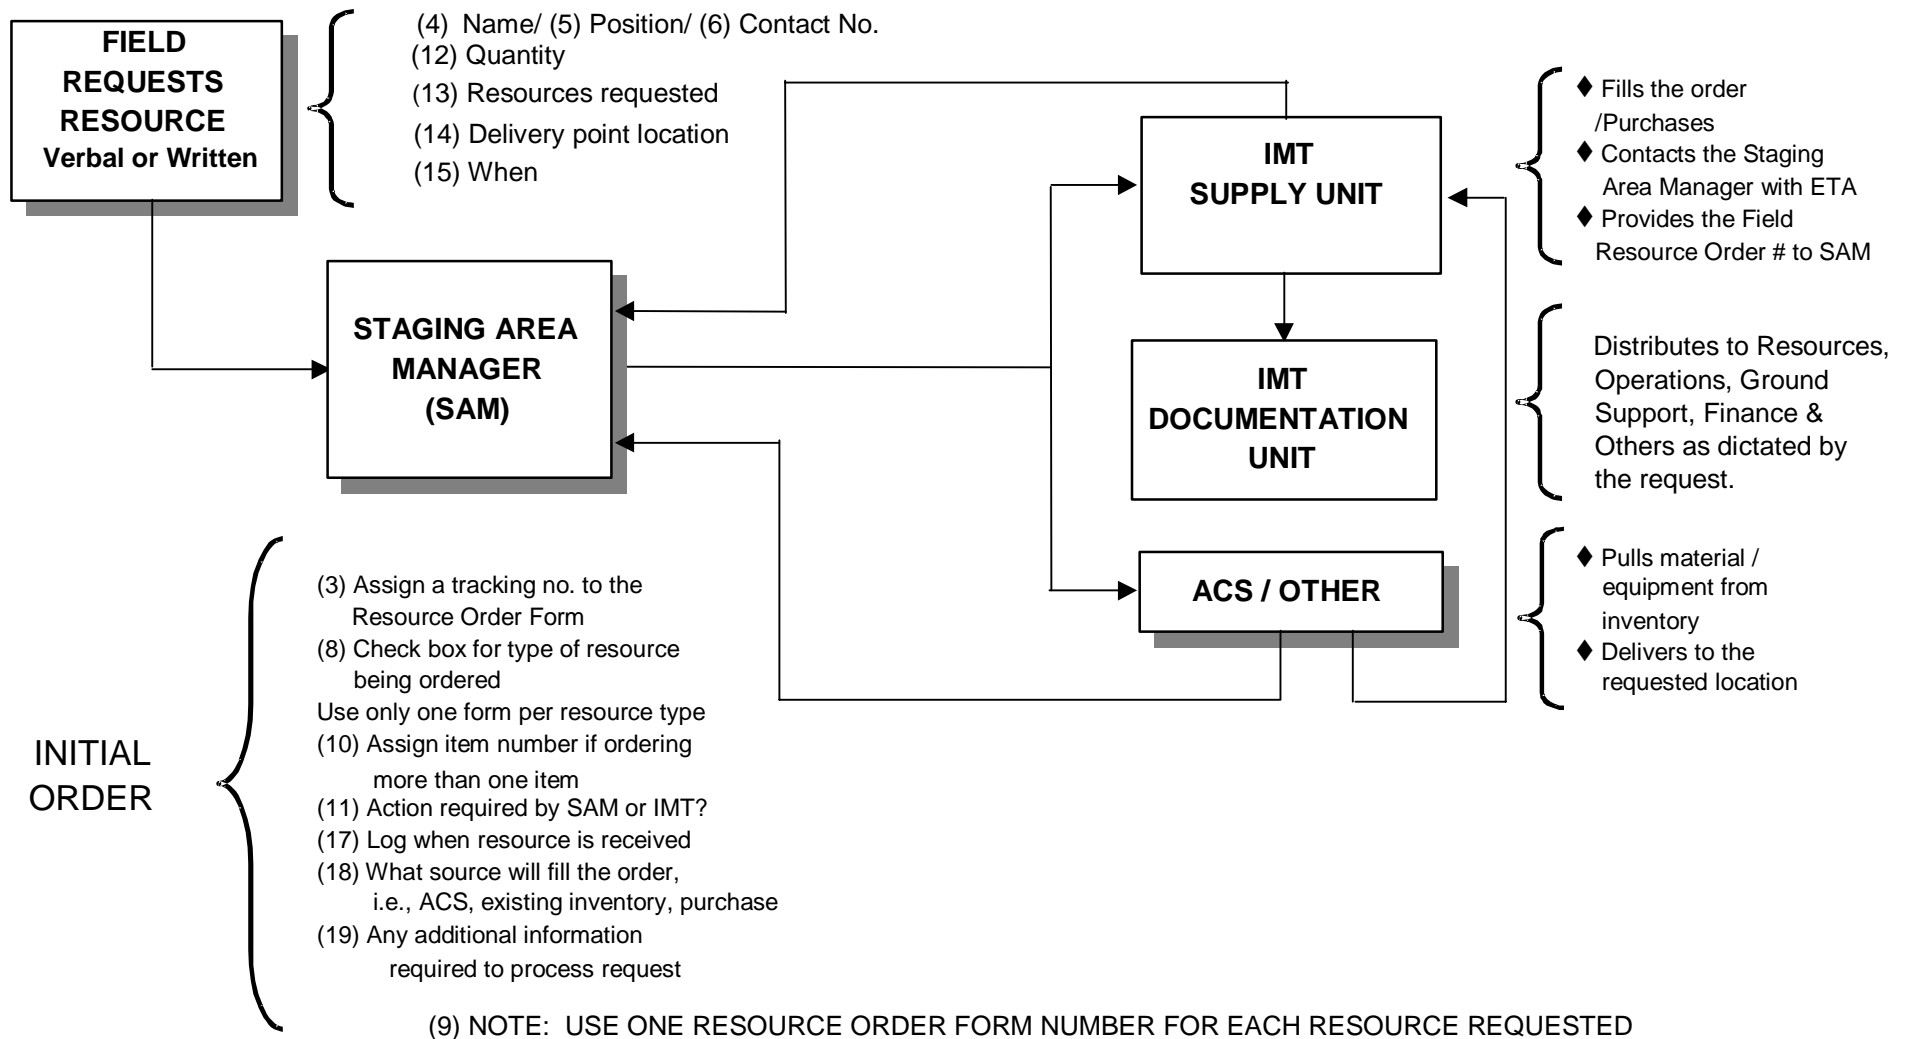 FIELD
REQUESTS
RESOURCE
Verbal or Written
(4) Name/ (5) Position/ (6) Contact No.
(12) Quantity
(13) Resources requested
(14) Delivery point location
(15) When
IMT
SUPPLY UNIT
♦ Fills the order
/Purchases
♦ Contacts the Staging
Area Manager with ETA
♦ Provides the Field
Resource Order # to SAM
STAGING AREA
MANAGER
(SAM)
IMT
DOCUMENTATION
UNIT
Distributes to Resources,
Operations, Ground
Support, Finance &
Others as dictated by
the request.
ACS / OTHER
♦ Pulls material /
equipment from
inventory
♦ Delivers to the
requested location
INITIAL
ORDER
(3) Assign a tracking no. to the
Resource Order Form
(8) Check box for type of resource
being ordered
Use only one form per resource type
(10) Assign item number if ordering
more than one item
(11) Action required by SAM or IMT?
(17) Log when resource is received
(18) What source will fill the order,
i.e., ACS, existing inventory, purchase
(19) Any additional information
required to process request
(9) NOTE: USE ONE RESOURCE ORDER FORM NUMBER FOR EACH RESOURCE REQUESTED